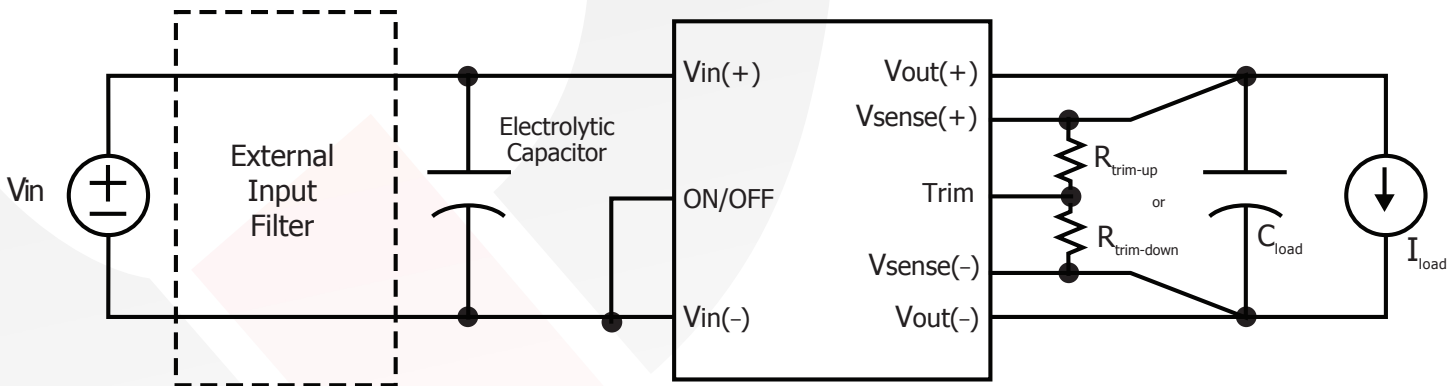 Vin
External
Input
Filter
Electrolytic
Capacitor
Vin(+)
ON/OFF
Vin(−)
Vout(+)
Vsense(+)
Trim
Vsense(−)
Vout(−)
Rtrim-up
or
Rtrim-down
Cload
Iload